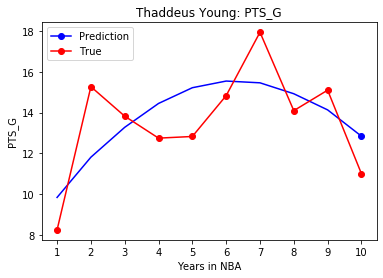 Thaddeus Young: PTS_G
Prediction
True
PTS_G
18
16
14
12
10
8
1 2 3 4 5 6 7 8 9 10
Years in NBA